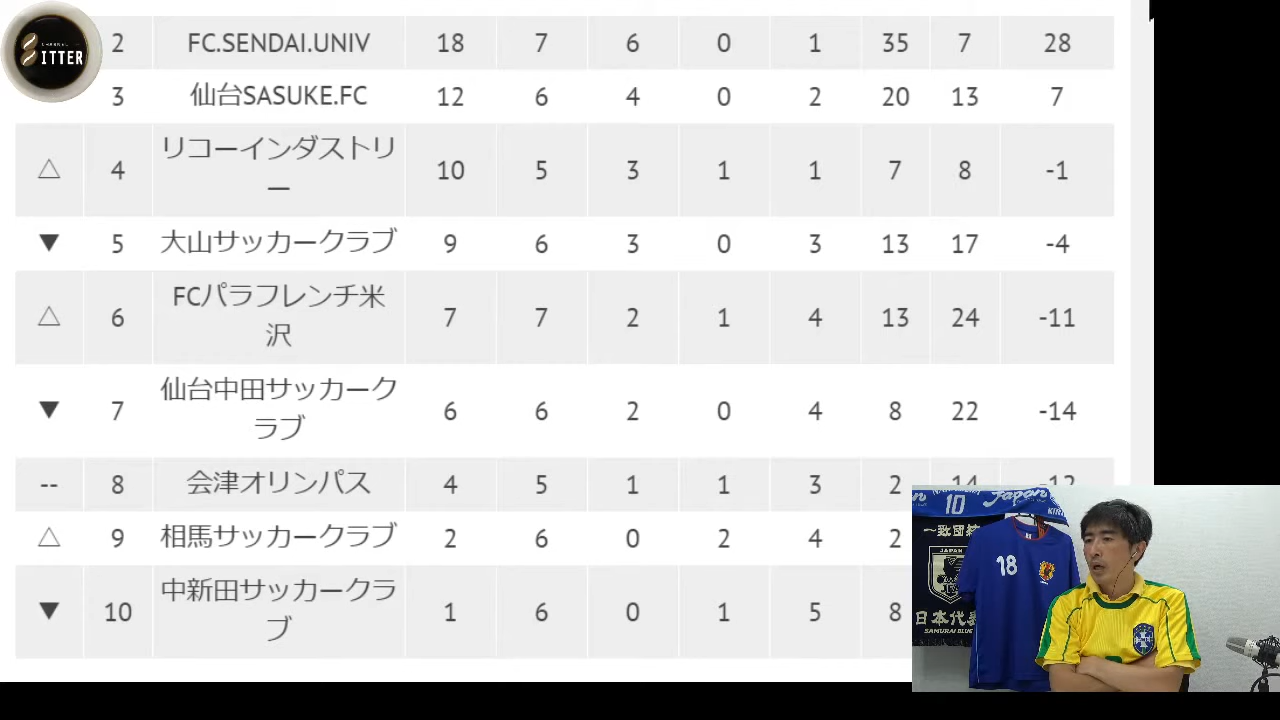 CHANNEL
BITTER
2 FC.SENDAI.UNIV 18 7 6 0 1 35 7 28
3 仙台SASUKE.FC 12 6 4 0 2 20 13 7
△ 4 リコーインダストリ
ー 10 5 3 1 1 7 8 -1
▼ 5 大山サッカークラブ 9 6 3 0 3 13 17 -4
△ 6 FCパラフレンチ米
沢 7 7 2 1 4 13 24 -11
▼ 7 仙台中田サッカーク
ラブ 6 6 2 0 4 8 22 -14
-- 8 会津オリンパス 4 5 1 1 3 2 14 -12
△ 9 相馬サッカークラブ 2 6 0 2 4 2
▼ 10 中新田サッカークラ
ブ 1 6 0 1 5 8
10 Japan
18
JAPAN
SAMURAI BLUE